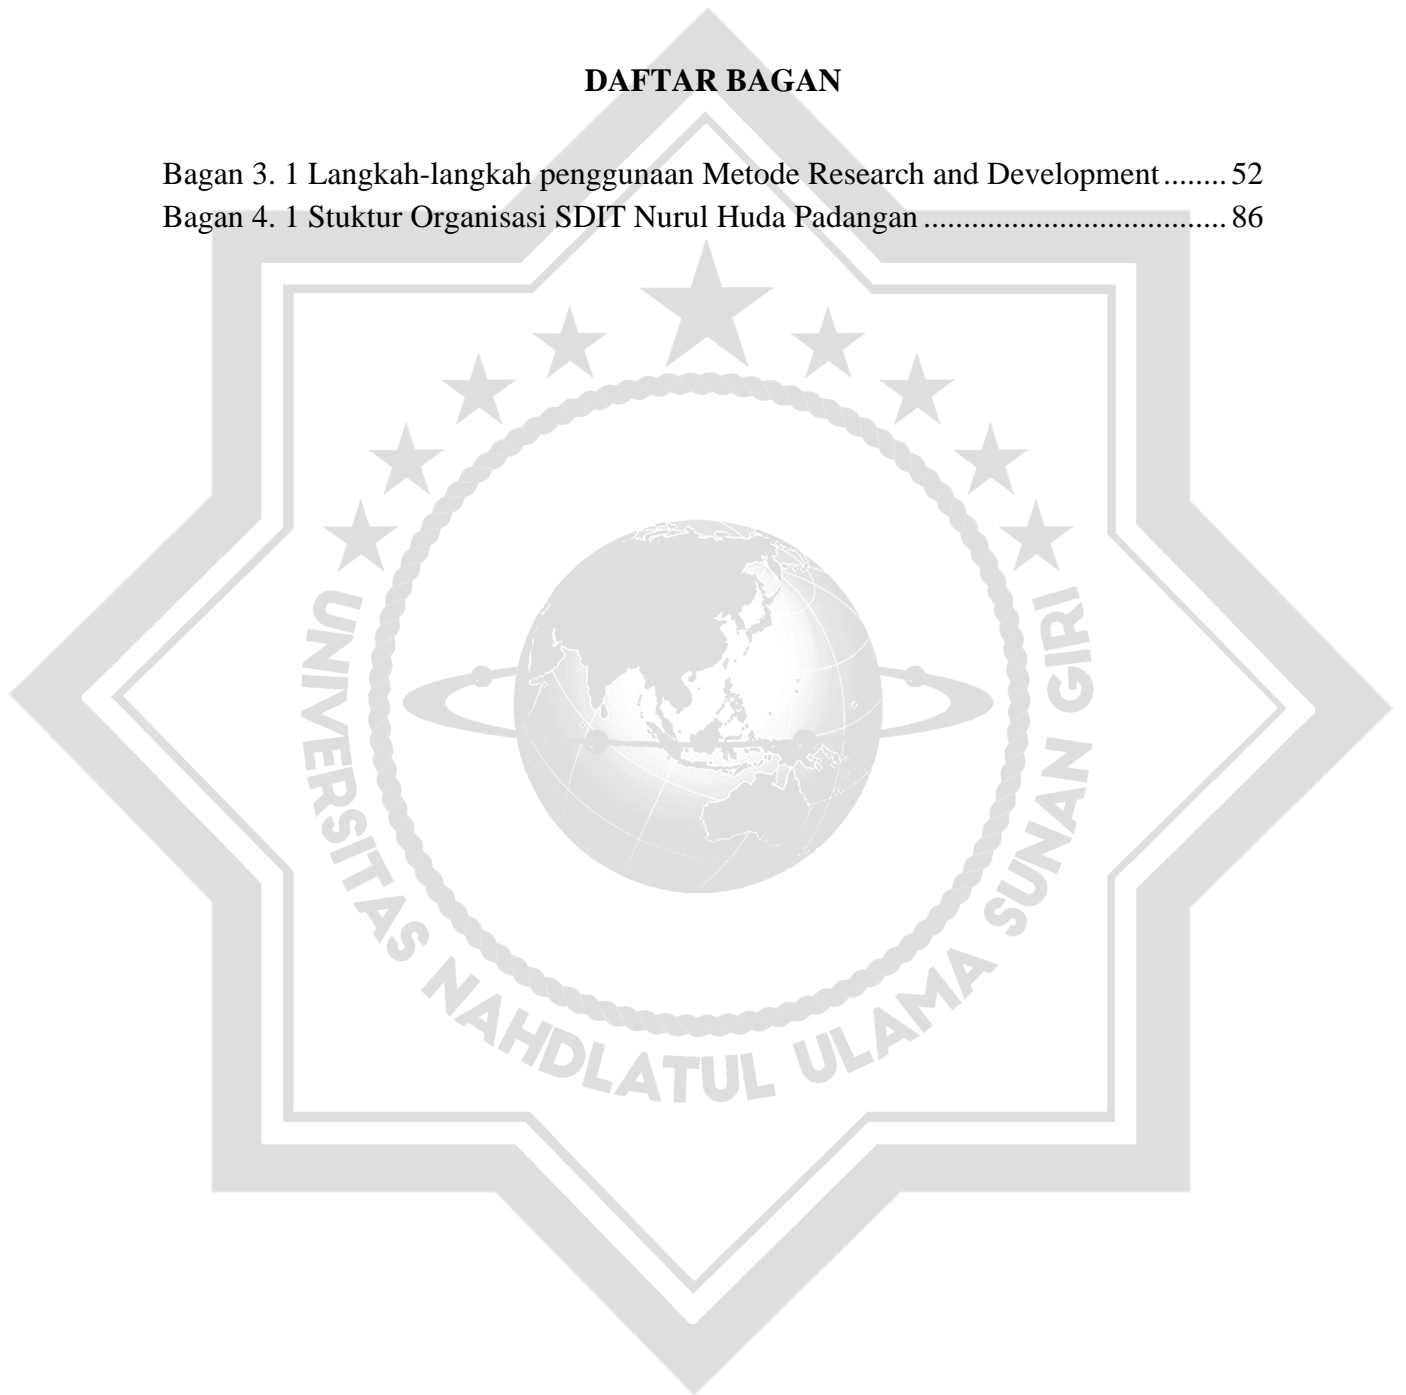 DAFTAR BAGAN
Bagan 3. 1 Langkah-langkah penggunaan Metode Research and Development........ 52
Bagan 4. 1 Stuktur Organisasi SDIT Nurul Huda Padangan ...................................... 86
UNIVERSITAS NAHDLATUL ULAMA SUNAN GIRI